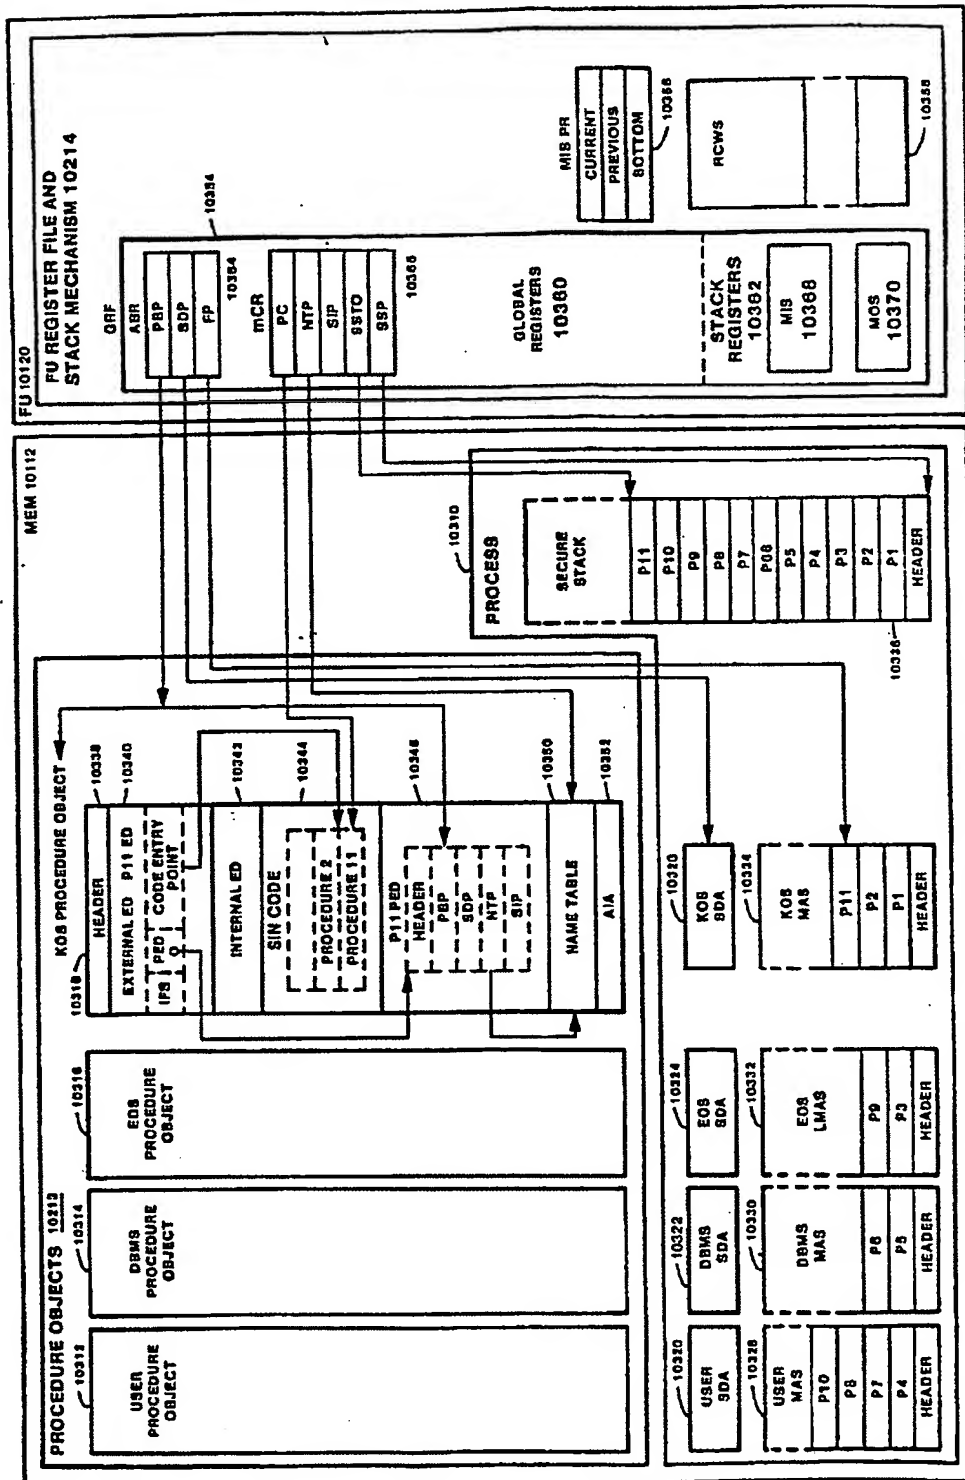 PROCEDURE OBJECTS 10213
MEM 10112
10312
USER
PROCEDURE
OBJECT
10314
DBMS
PROCEDURE
OBJECT
10316
EOS
PROCEDURE
OBJECT
KOS PROCEDURE OBJECT
10318
10338
HEADER
10340
EXTERNAL ED P11 ED
IFS PED CODE ENTRY
O POINT
10342
INTERNAL ED
10344
SIN CODE
PROCEDURE 2
PROCEDURE 11
10346
P11 PED
HEADER
PBP
SDP
NTP
SIP
10350
NAME TABLE
10352
AIA
10320
USER
SDA
10322
DBMS
SDA
10324
EOS
SDA
10320
KOS
SDA
10328
USER
MAS
P10
P8
P7
P4
HEADER
10330
DBMS
MAS
P6
P5
HEADER
10332
EOS
LMAS
P9
P3
HEADER
10334
KOS
MAS
P11
P2
P1
HEADER
10310
PROCESS
SECURE
STACK
P11
P10
P9
P8
P7
P08
P5
P4
P3
P2
P1
HEADER
10336
FU 10120
FU REGISTER FILE AND
STACK MECHANISM 10214
10354
GRF
ABR
PBP
SDP
FP
10364
mCR
PC
NTP
SIP
SSTO
SSP
10366
GLOBAL
REGISTERS
10360
STACK
REGISTERS
10362
MIS
10368
MOS
10370
MIS PR
CURRENT
PREVIOUS
BOTTOM
10356
RCWS
10358